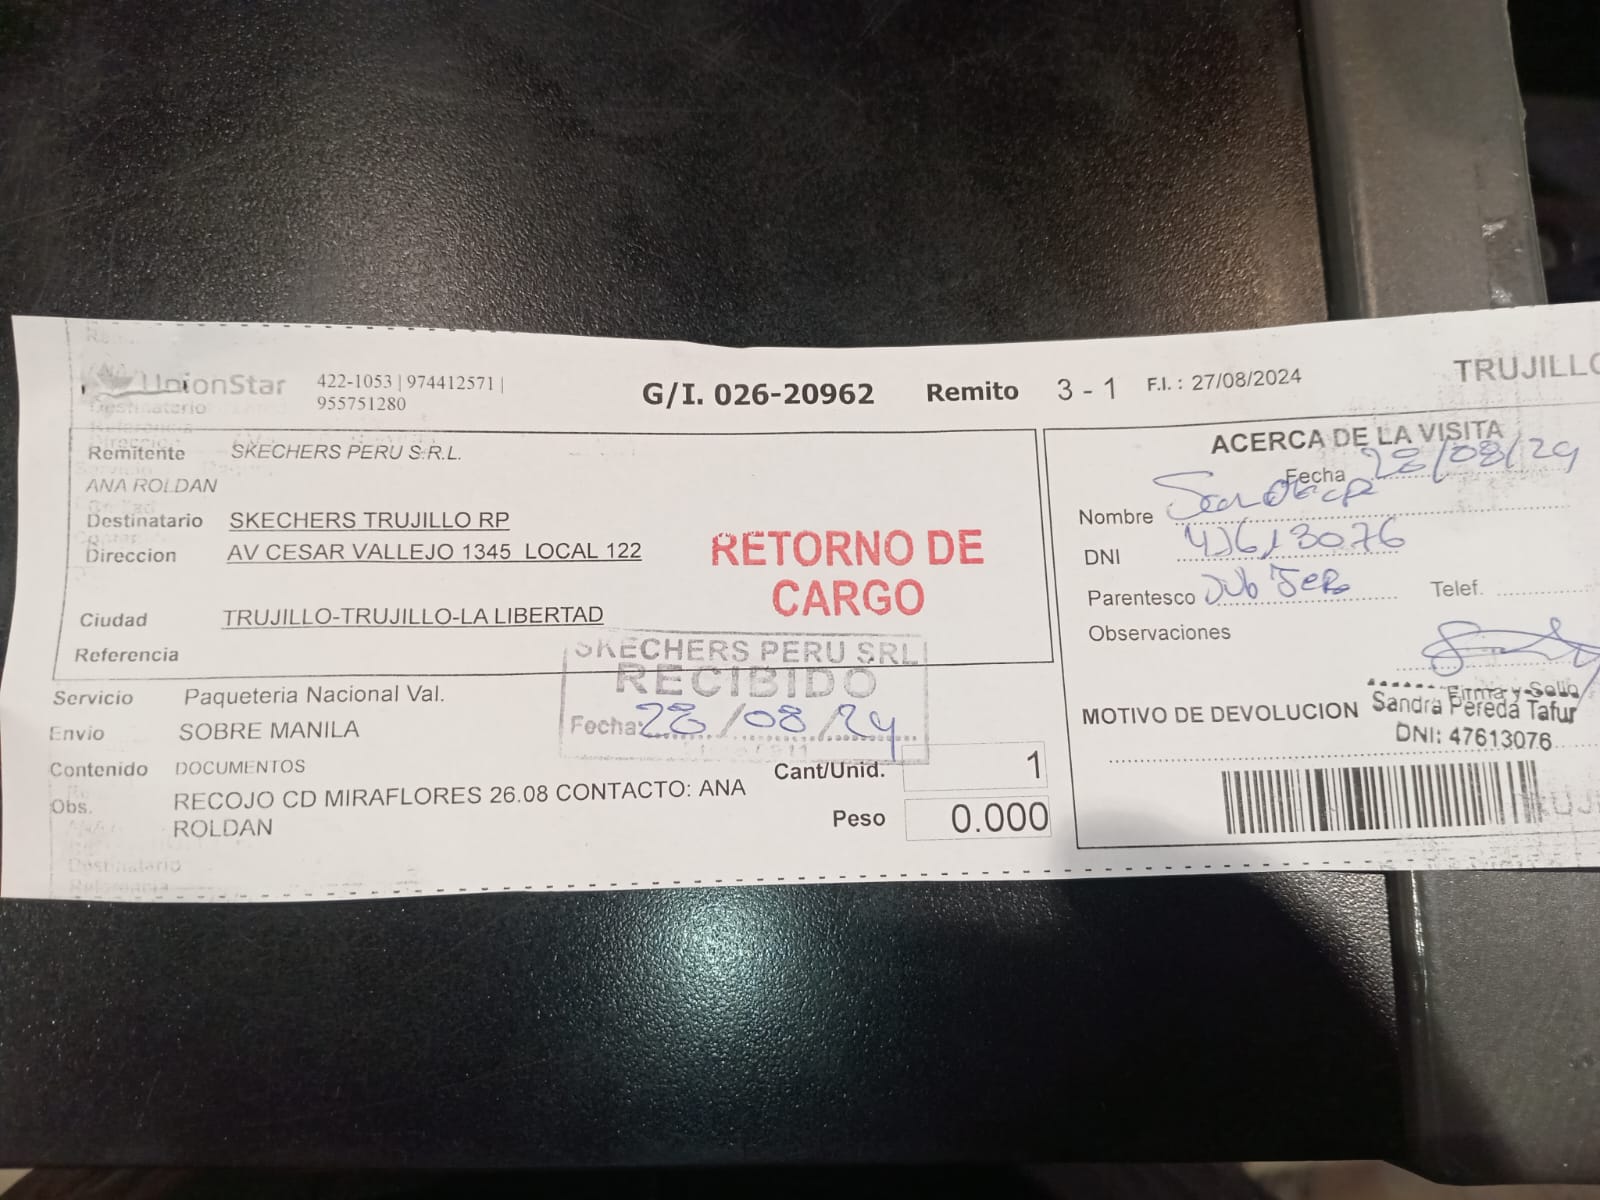 UnionStar
422-1053 | 974412571 |
955751280
G/I. 026-20962 Remito 3 - 1 F.I. : 27/08/2024
TRUJILLO
Remitente SKECHERS PERU S.R.L.
ANA ROLDAN
Destinatario SKECHERS TRUJILLO RP
Direccion AV CESAR VALLEJO 1345 LOCAL 122
Ciudad TRUJILLO-TRUJILLO-LA LIBERTAD
Referencia
RETORNO DE
CARGO
SKECHERS PERU SRL
RECIBIDO
Fecha: 28/08/24
Servicio Paqueteria Nacional Val.
Envio SOBRE MANILA
Contenido DOCUMENTOS
Obs. RECOJO CD MIRAFLORES 26.08 CONTACTO: ANA
ROLDAN
Cant/Unid. 1
Peso 0.000
ACERCA DE LA VISITA
Fecha 28/08/24
Nombre
DNI 47613076
Parentesco Sub Jefe
Telef.
Observaciones
Firma y Sello
Sandra Pereda Tafur
DNI: 47613076
MOTIVO DE DEVOLUCION